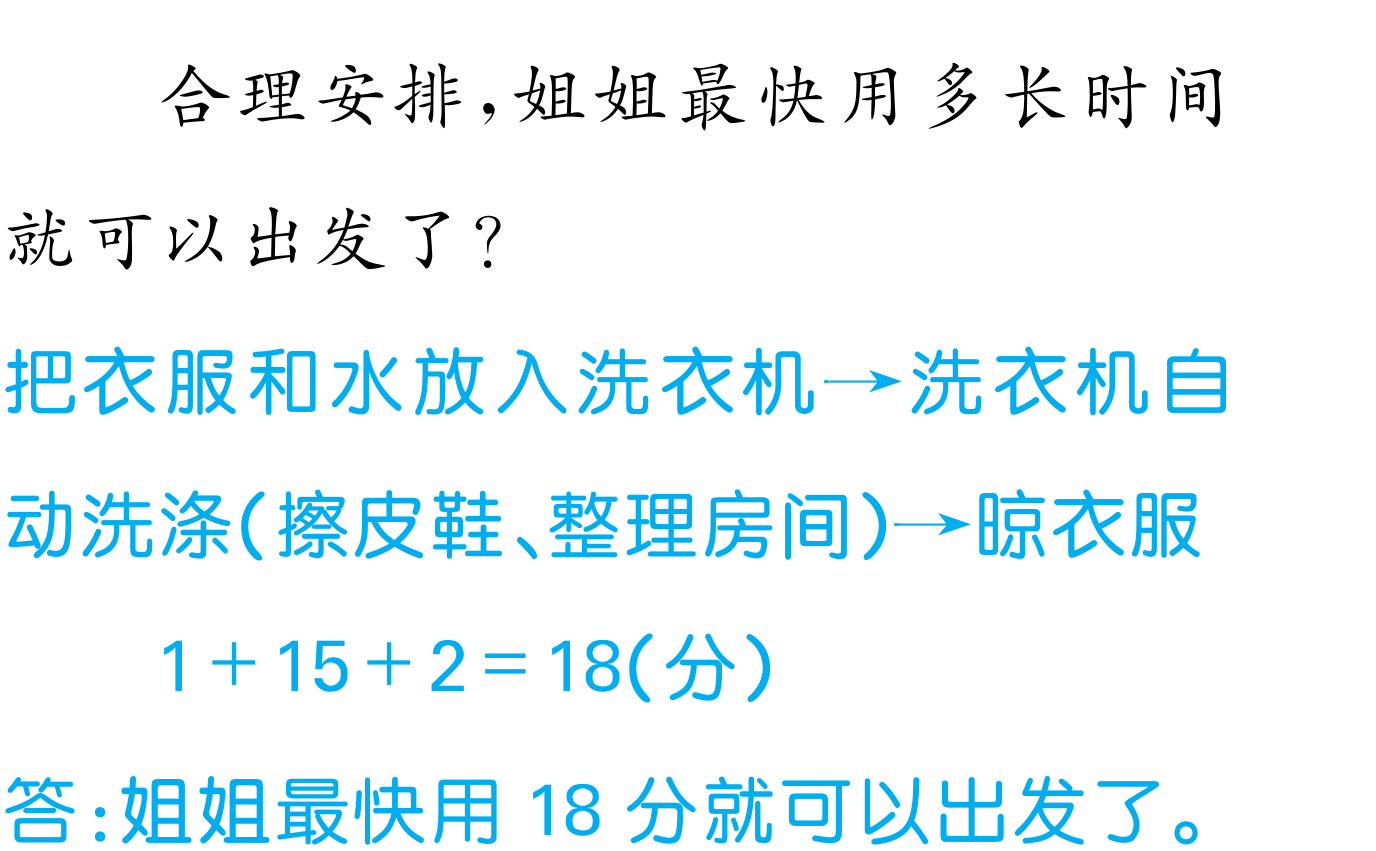 合理安排,姐姐最快用多长时间
就可以出发了?
把衣服和水放入洗衣机→洗衣机自
动洗涤(擦皮鞋、整理房间)→晾衣服
1+15+2=18(分)
答:姐姐最快用 18 分就可以出发了。